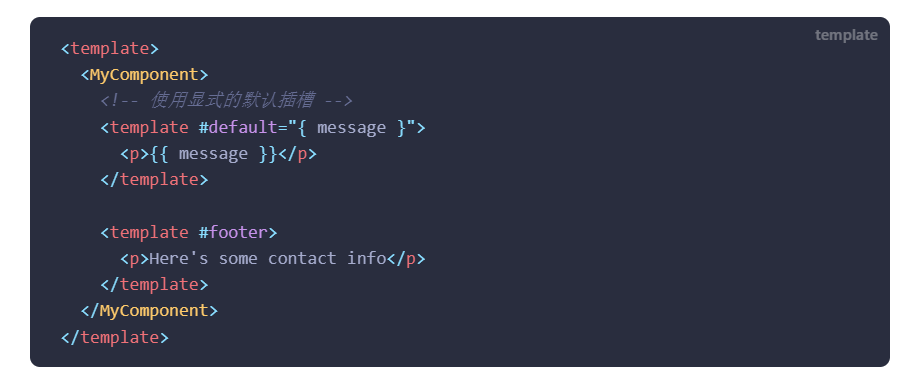 template
<template>
  <MyComponent>
    <!-- 使用显式的默认插槽 -->
    <template #default="{ message }">
      <p>{{ message }}</p>
    </template>

    <template #footer>
      <p>Here's some contact info</p>
    </template>
  </MyComponent>
</template>